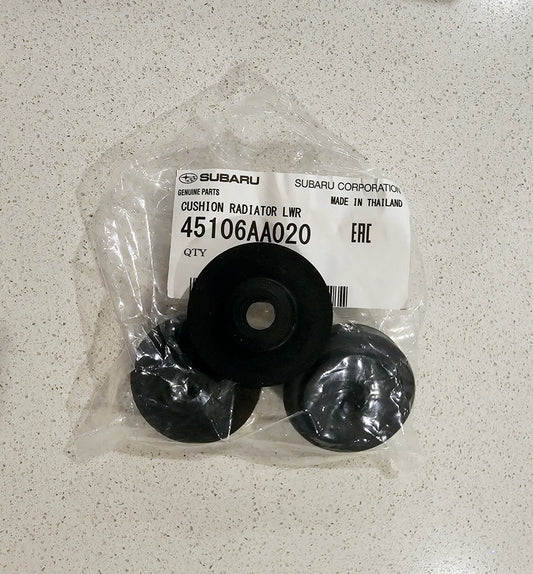 SUBARU SUBARU CORPORATION
GENUINE PARTS MADE IN THAILAND
CUSHION RADIATOR LWR
45106AA020 EAC
QTY